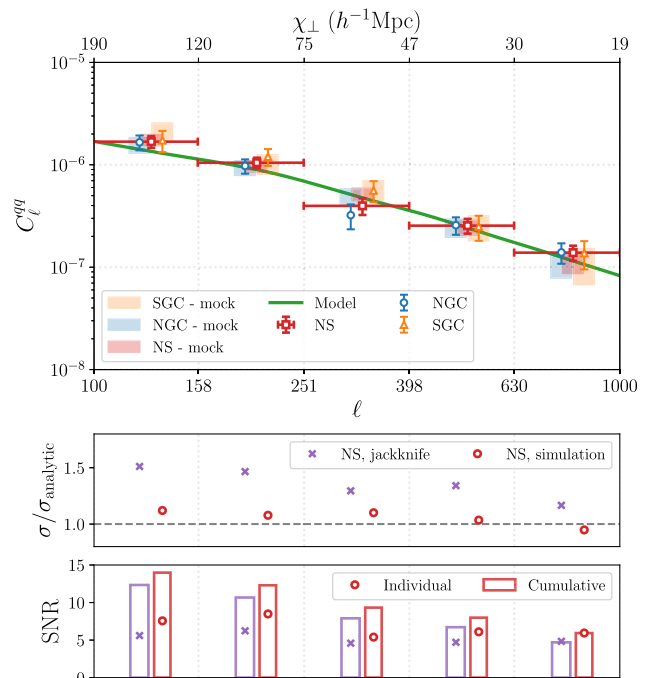 χ⊥ (h⁻¹Mpc)
190 120 75 47 30 19
10⁻⁵
10⁻⁶
10⁻⁷
10⁻⁸
C_ℓ^{qq}
SGC - mock Model NGC
NGC - mock NS SGC
NS - mock
100 158 251 398 630 1000
ℓ
1.5
1.0
σ/σ_analytic
NS, jackknife NS, simulation
15
10
5
0
SNR
Individual Cumulative